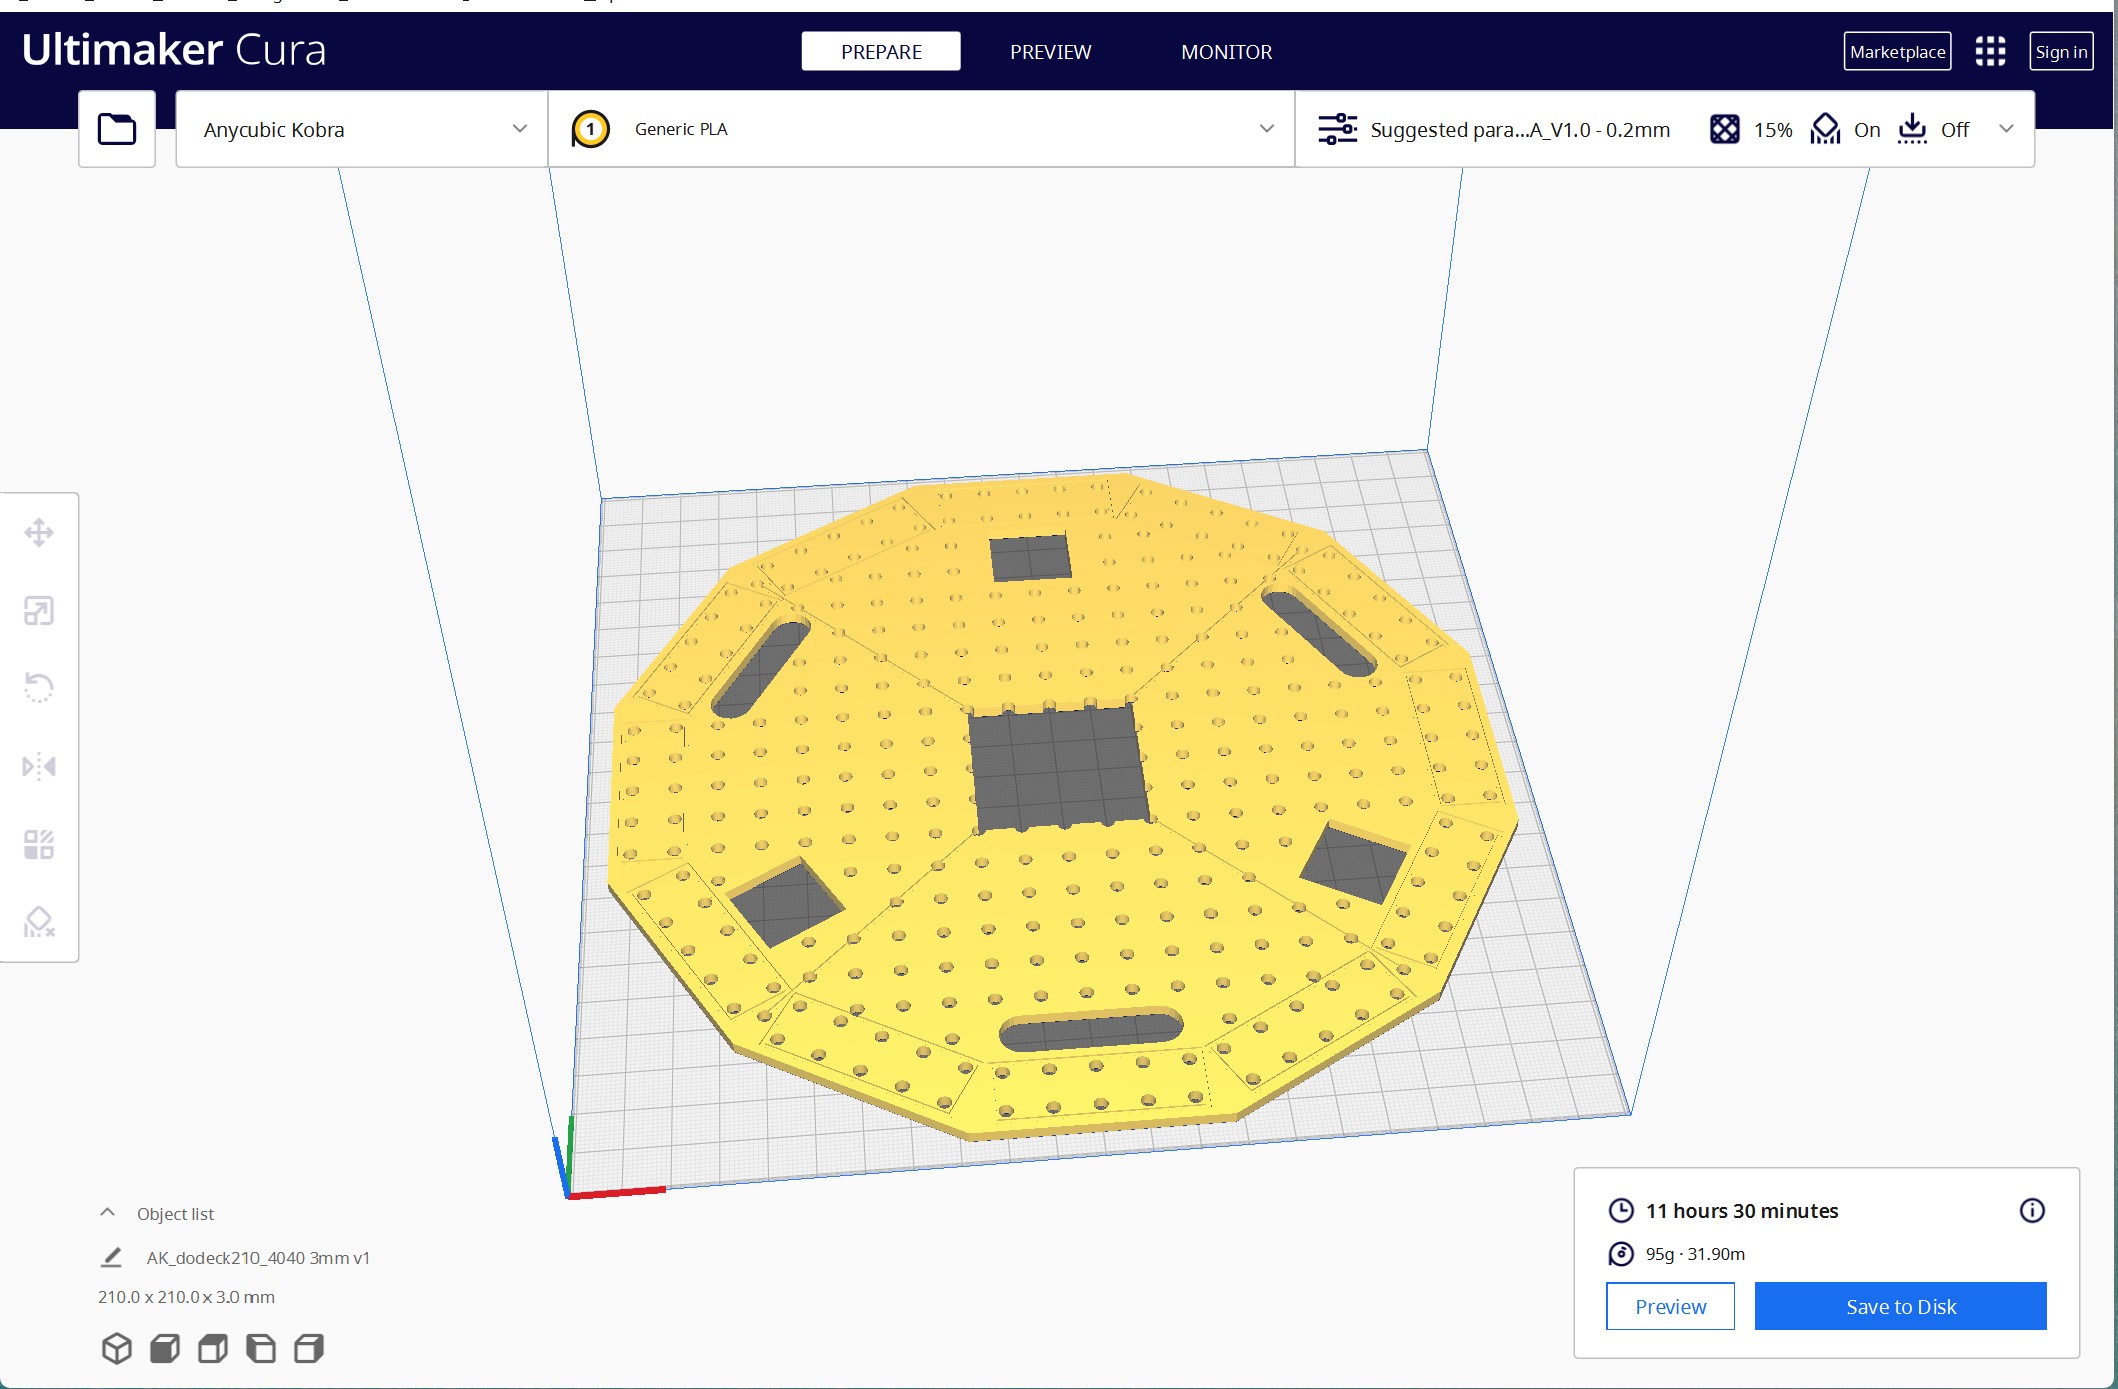 Ultimaker Cura
PREPARE
PREVIEW
MONITOR
Marketplace
Sign in
Anycubic Kobra
1
Generic PLA
Suggested para...A_V1.0 - 0.2mm
15%
On
Off
Object list
AK_dodeck210_4040 3mm v1
210.0 x 210.0 x 3.0 mm
11 hours 30 minutes
95g · 31.90m
Preview
Save to Disk